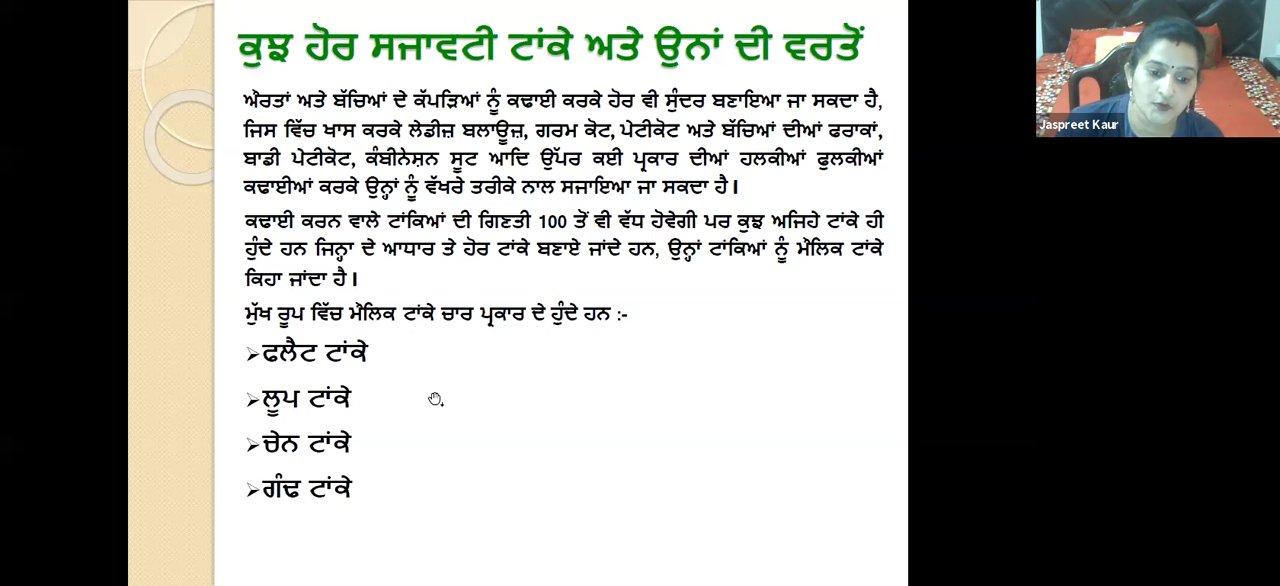 ਕੁਝ ਹੋਰ ਸਜਾਵਟੀ ਟਾਂਕੇ ਅਤੇ ਉਨਾਂ ਦੀ ਵਰਤੋਂ
ਔਰਤਾਂ ਅਤੇ ਬੱਚਿਆਂ ਦੇ ਕੱਪੜਿਆਂ ਨੂੰ ਕਢਾਈ ਕਰਕੇ ਹੋਰ ਵੀ ਸੁੰਦਰ ਬਣਾਇਆ ਜਾ ਸਕਦਾ ਹੈ,
ਜਿਸ ਵਿੱਚ ਖਾਸ ਕਰਕੇ ਲੇਡੀਜ਼ ਬਲਾਊਜ਼, ਗਰਮ ਕੋਟ, ਪੇਟੀਕੋਟ ਅਤੇ ਬੱਚਿਆਂ ਦੀਆਂ ਫਰਾਕਾਂ,
ਬਾਡੀ ਪੇਟੀਕੋਟ, ਕੰਬੀਨੇਸ਼ਨ ਸੂਟ ਆਦਿ ਉੱਪਰ ਕਈ ਪ੍ਰਕਾਰ ਦੀਆਂ ਹਲਕੀਆਂ ਫੁਲਕੀਆਂ
ਕਢਾਈਆਂ ਕਰਕੇ ਉਨ੍ਹਾਂ ਨੂੰ ਵੱਖਰੇ ਤਰੀਕੇ ਨਾਲ ਸਜਾਇਆ ਜਾ ਸਕਦਾ ਹੈ।
ਕਢਾਈ ਕਰਨ ਵਾਲੇ ਟਾਂਕਿਆਂ ਦੀ ਗਿਣਤੀ 100 ਤੋਂ ਵੀ ਵੱਧ ਹੋਵੇਗੀ ਪਰ ਕੁਝ ਅਜਿਹੇ ਟਾਂਕੇ ਹੀ
ਹੁੰਦੇ ਹਨ ਜਿਨ੍ਹਾ ਦੇ ਆਧਾਰ ਤੇ ਹੋਰ ਟਾਂਕੇ ਬਣਾਏ ਜਾਂਦੇ ਹਨ, ਉਨ੍ਹਾਂ ਟਾਂਕਿਆਂ ਨੂੰ ਮੌਲਿਕ ਟਾਂਕੇ
ਕਿਹਾ ਜਾਂਦਾ ਹੈ।
ਮੁੱਖ ਰੂਪ ਵਿੱਚ ਮੌਲਿਕ ਟਾਂਕੇ ਚਾਰ ਪ੍ਰਕਾਰ ਦੇ ਹੁੰਦੇ ਹਨ :-
➢ਫਲੈਟ ਟਾਂਕੇ
➢ਲੂਪ ਟਾਂਕੇ
➢ਚੇਨ ਟਾਂਕੇ
➢ਗੰਢ ਟਾਂਕੇ
Jaspreet Kaur